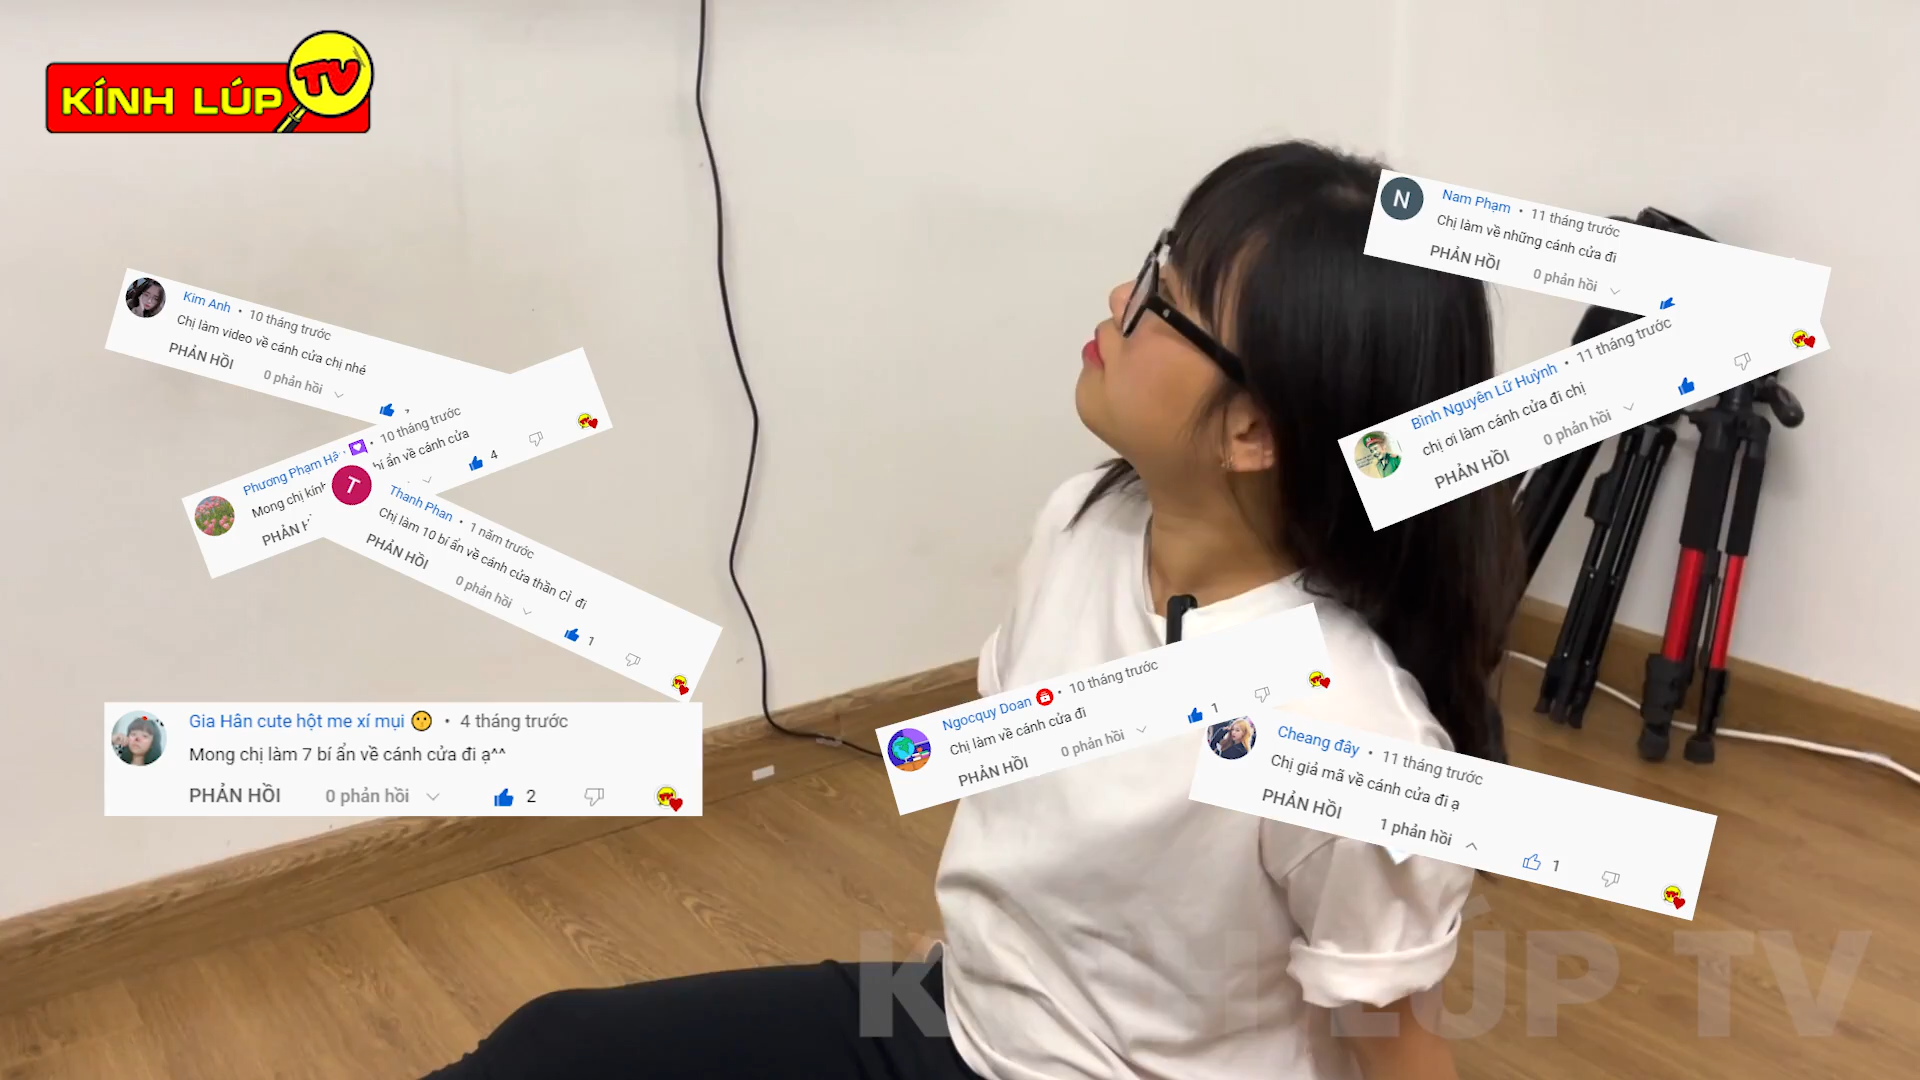 KÍNH LÚP TV
Kim Anh • 10 tháng trước
Chị làm video về cánh cửa chị nhé
PHẢN HỒI 0 phản hồi
Phương Phạm Hà • 10 tháng trước
Mong chị kính bí ẩn về cánh cửa
PHẢN H
4
T
Thanh Phan • 1 năm trước
Chị làm 10 bí ẩn về cánh cửa thần Cì đi
PHẢN HỒI 0 phản hồi 1
Gia Hân cute hột me xí mụi • 4 tháng trước
Mong chị làm 7 bí ẩn về cánh cửa đi ạ^^
PHẢN HỒI 0 phản hồi 2
N
Nam Phạm • 11 tháng trước
Chị làm về những cánh cửa đi
PHẢN HỒI 0 phản hồi
Bình Nguyên Lữ Huỳnh • 11 tháng trước
chị ơi làm cánh cửa đi chị
PHẢN HỒI 0 phản hồi
Ngocquy Doan • 10 tháng trước
Chị làm về cánh cửa đi
PHẢN HỒI 0 phản hồi 1
Cheang đây • 11 tháng trước
Chị giả mã về cánh cửa đi ạ
PHẢN HỒI 1 phản hồi 1
KÍNH LÚP TV